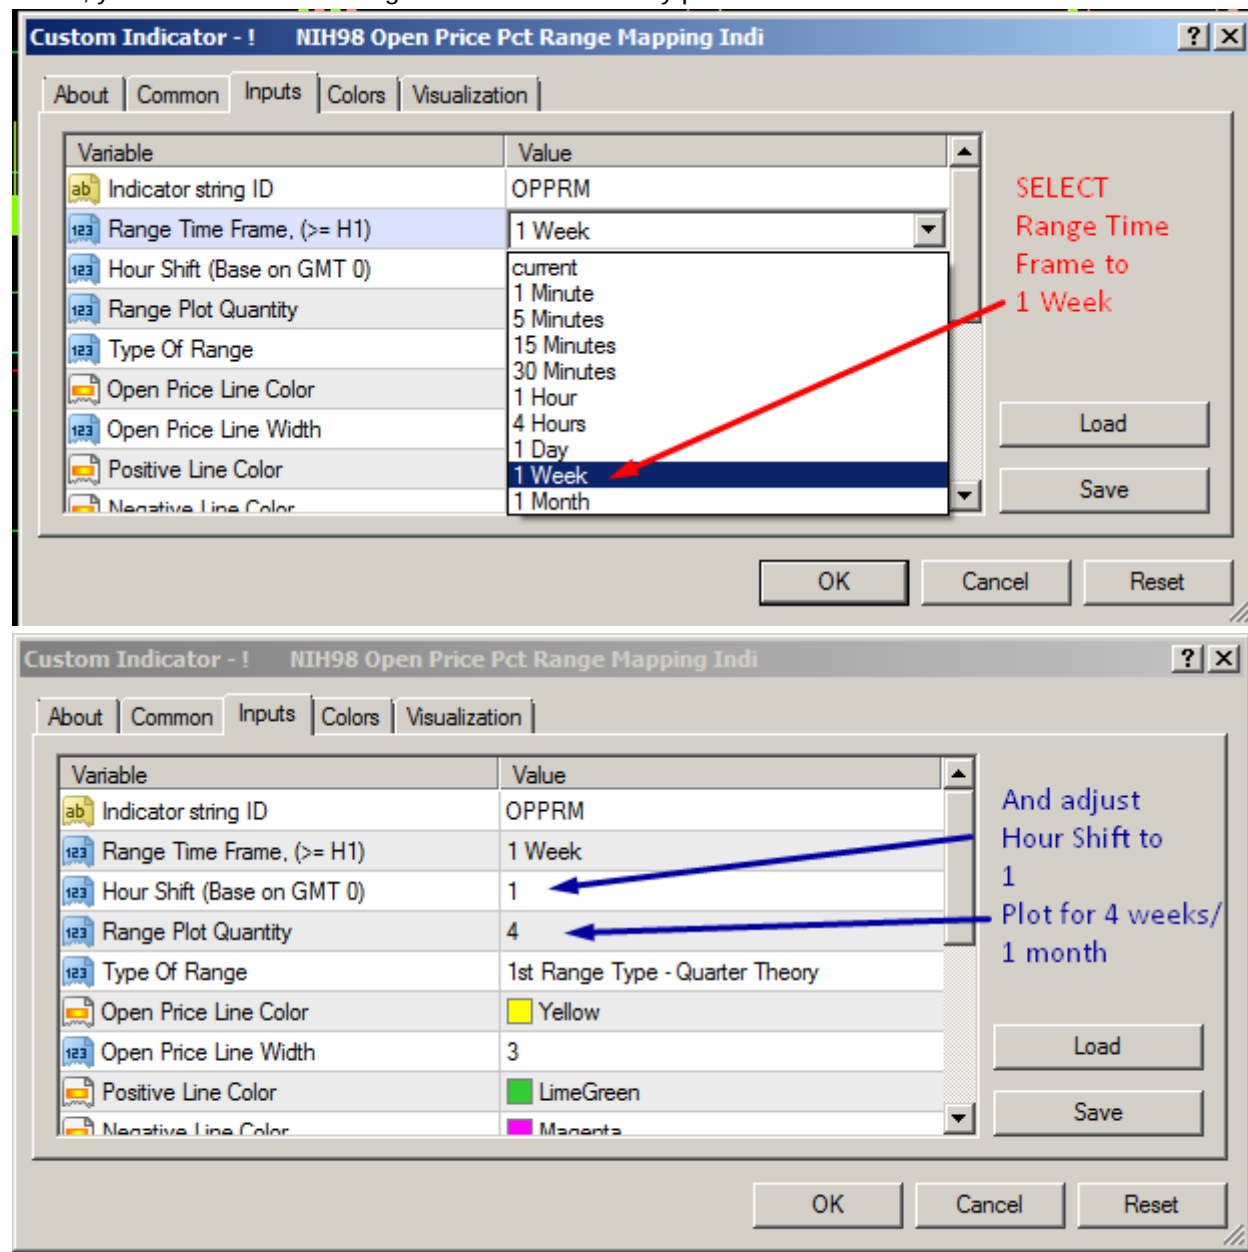 Custom Indicator - ! NIH98 Open Price Pct Range Mapping Indi
About Common Inputs Colors Visualization
Variable Value
Indicator string ID OPPRM
Range Time Frame, (>= H1) 1 Week
Hour Shift (Base on GMT 0)
Range Plot Quantity
Type Of Range
Open Price Line Color
Open Price Line Width
Positive Line Color
Negative Line Color
current
1 Minute
5 Minutes
15 Minutes
30 Minutes
1 Hour
4 Hours
1 Day
1 Week
1 Month
SELECT
Range Time
Frame to
1 Week
Load
Save
OK Cancel Reset
Custom Indicator - ! NIH98 Open Price Pct Range Mapping Indi
About Common Inputs Colors Visualization
Variable Value
Indicator string ID OPPRM
Range Time Frame, (>= H1) 1 Week
Hour Shift (Base on GMT 0) 1
Range Plot Quantity 4
Type Of Range 1st Range Type - Quarter Theory
Open Price Line Color Yellow
Open Price Line Width 3
Positive Line Color LimeGreen
Negative Line Color Magenta
And adjust
Hour Shift to
1
Plot for 4 weeks/
1 month
Load
Save
OK Cancel Reset